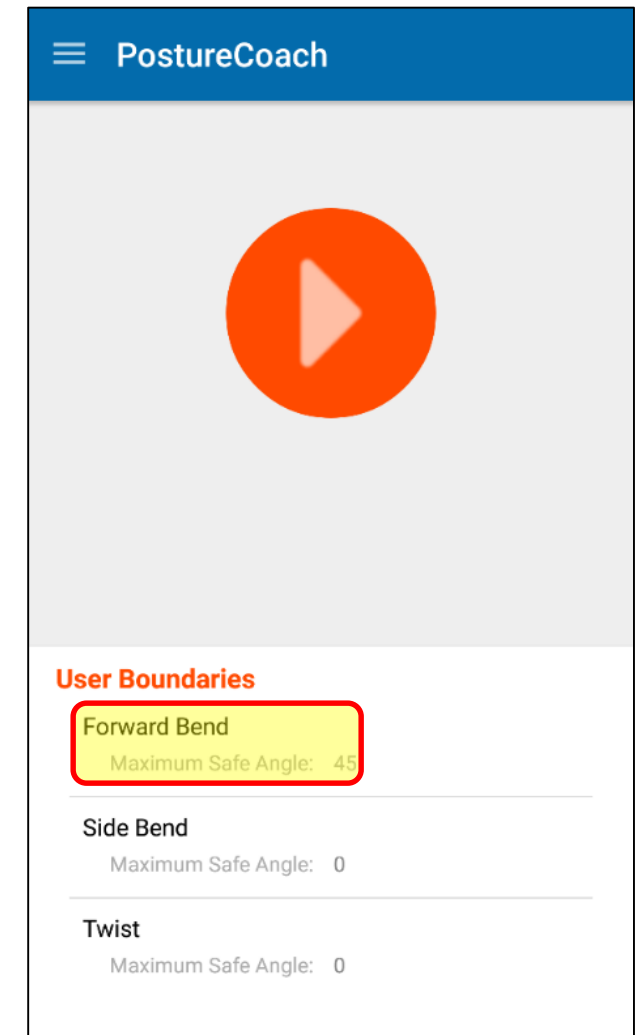 PostureCoach
User Boundaries
Forward Bend
Maximum Safe Angle: 45
Side Bend
Maximum Safe Angle: 0
Twist
Maximum Safe Angle: 0